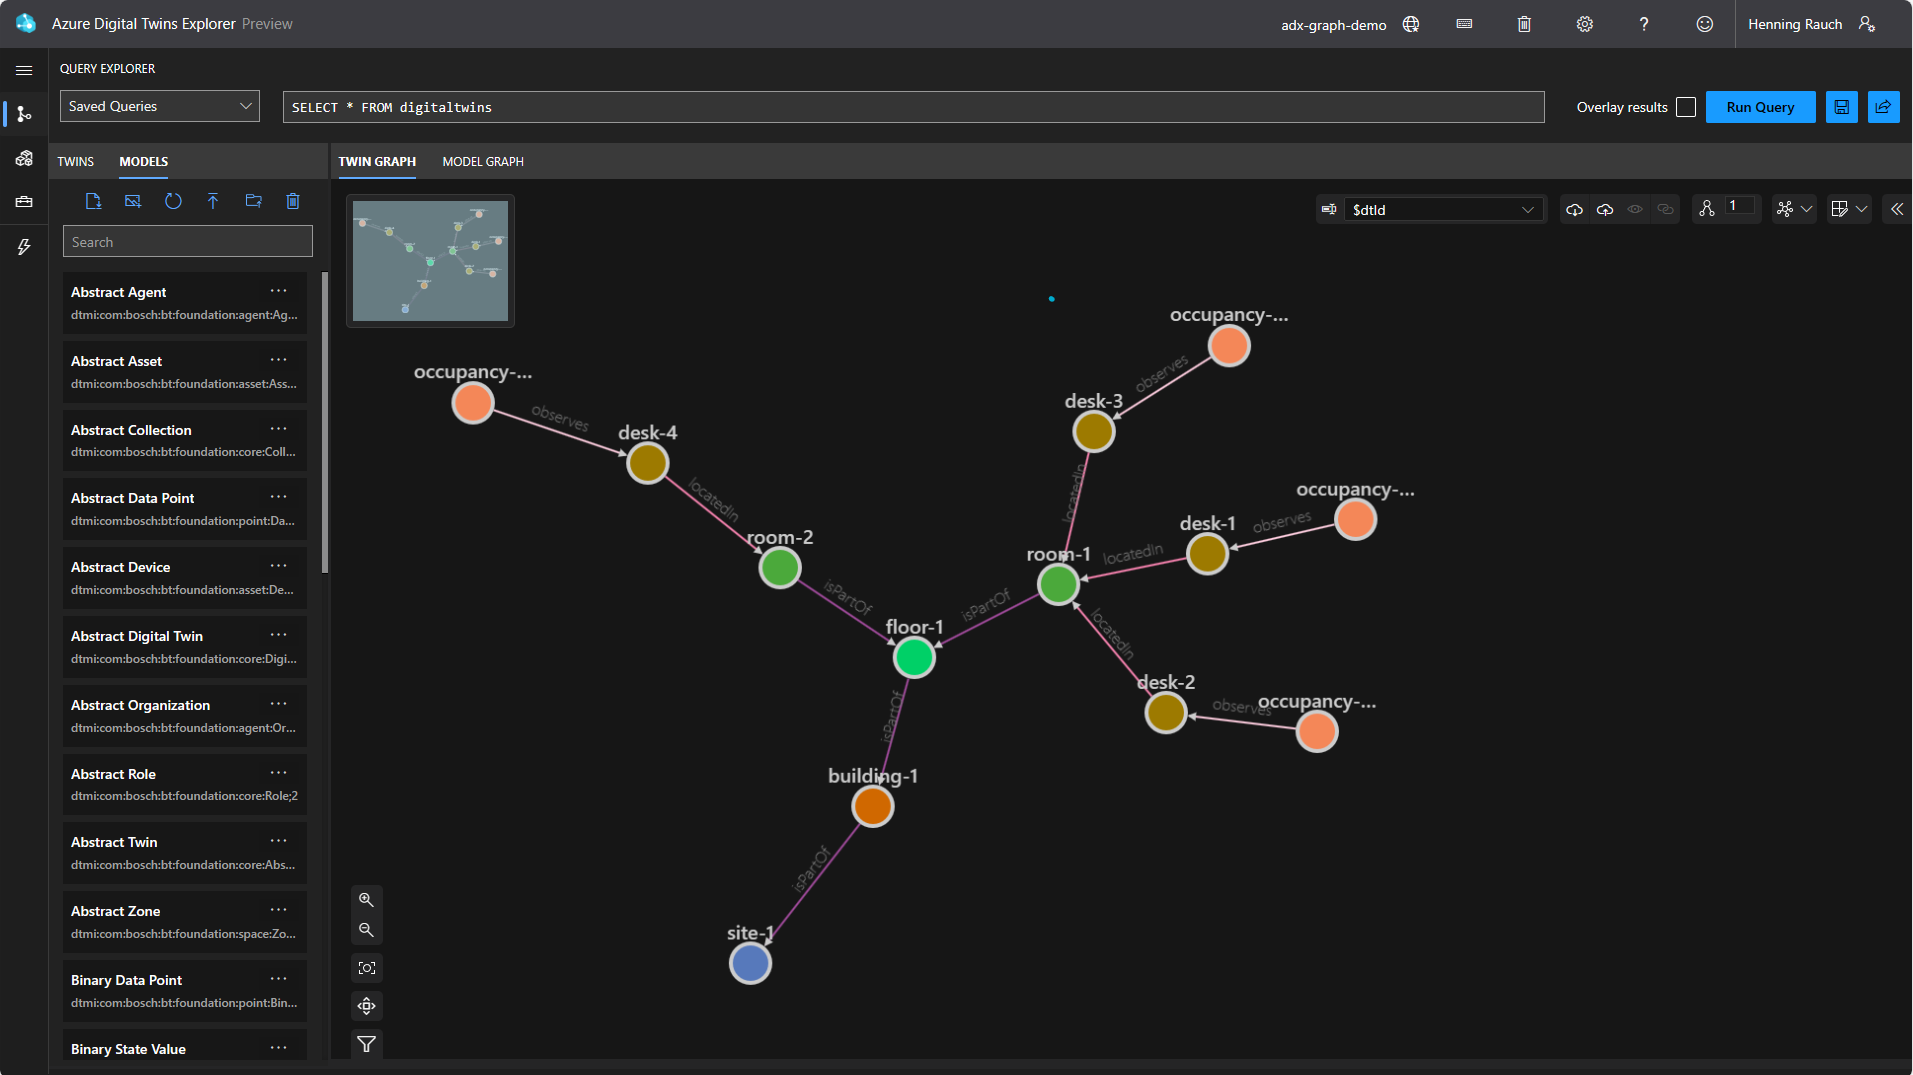 Azure Digital Twins Explorer Preview
adx-graph-demo
?
Henning Rauch
QUERY EXPLORER
Saved Queries
SELECT * FROM digitaltwins
Overlay results
Run Query
TWINS
MODELS
TWIN GRAPH
MODEL GRAPH
Search
$dtId
1
Abstract Agent
dtmi:com:bosch:bt:foundation:agent:Ag...
Abstract Asset
dtmi:com:bosch:bt:foundation:asset:Ass...
Abstract Collection
dtmi:com:bosch:bt:foundation:core:Coll...
Abstract Data Point
dtmi:com:bosch:bt:foundation:point:Da...
Abstract Device
dtmi:com:bosch:bt:foundation:asset:De...
Abstract Digital Twin
dtmi:com:bosch:bt:foundation:core:Digi...
Abstract Organization
dtmi:com:bosch:bt:foundation:agent:Or...
Abstract Role
dtmi:com:bosch:bt:foundation:core:Role;2
Abstract Twin
dtmi:com:bosch:bt:foundation:core:Abs...
Abstract Zone
dtmi:com:bosch:bt:foundation:space:Zo...
Binary Data Point
dtmi:com:bosch:bt:foundation:point:Bin...
Binary State Value
occupancy-...
observes
desk-3
occupancy-...
observes
desk-4
locatedIn
locatedIn
occupancy-...
observes
desk-1
room-2
room-1
locatedIn
isPartOf
isPartOf
locatedIn
floor-1
desk-2
observes
occupancy-...
isPartOf
building-1
isPartOf
site-1